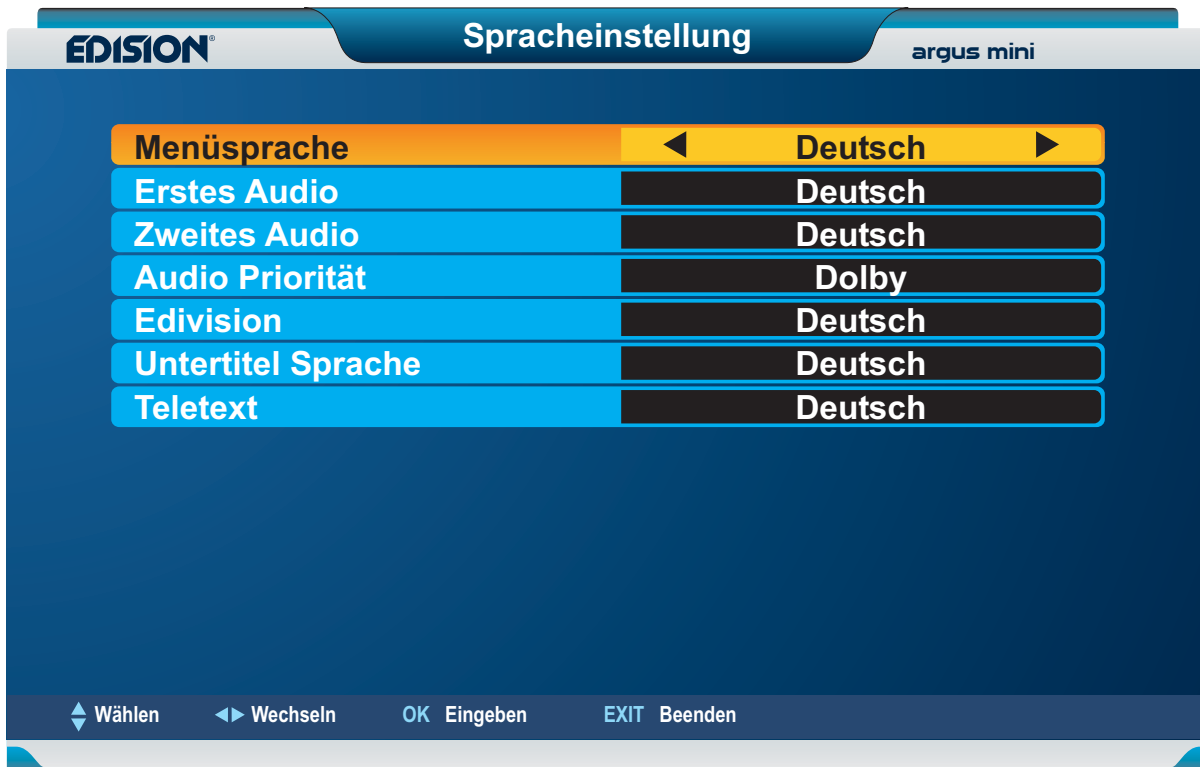 EDISION® Spracheinstellung argus mini
Menüsprache Deutsch
Erstes Audio Deutsch
Zweites Audio Deutsch
Audio Priorität Dolby
Edivision Deutsch
Untertitel Sprache Deutsch
Teletext Deutsch
Wählen Wechseln OK Eingeben EXIT Beenden